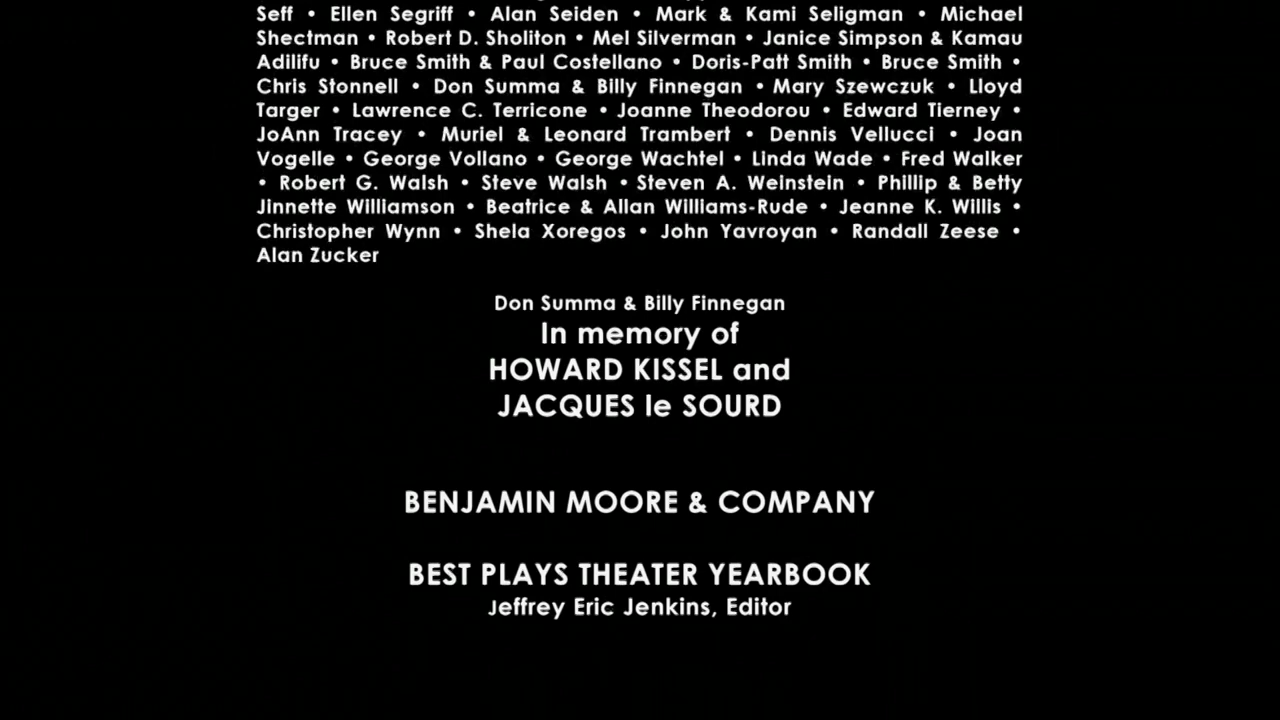 Seff • Ellen Segriff • Alan Seiden • Mark & Kami Seligman • Michael
Shectman • Robert D. Sholiton • Mel Silverman • Janice Simpson & Kamau
Adilifu • Bruce Smith & Paul Costellano • Doris-Patt Smith • Bruce Smith •
Chris Stonnell • Don Summa & Billy Finnegan • Mary Szewczuk • Lloyd
Targer • Lawrence C. Terricone • Joanne Theodorou • Edward Tierney •
JoAnn Tracey • Muriel & Leonard Trambert • Dennis Vellucci • Joan
Vogelle • George Vollano • George Wachtel • Linda Wade • Fred Walker
• Robert G. Walsh • Steve Walsh • Steven A. Weinstein • Phillip & Betty
Jinnette Williamson • Beatrice & Allan Williams-Rude • Jeanne K. Willis •
Christopher Wynn • Shela Xoregos • John Yavroyan • Randall Zeese •
Alan Zucker
Don Summa & Billy Finnegan
In memory of
HOWARD KISSEL and
JACQUES le SOURD
BENJAMIN MOORE & COMPANY
BEST PLAYS THEATER YEARBOOK
Jeffrey Eric Jenkins, Editor